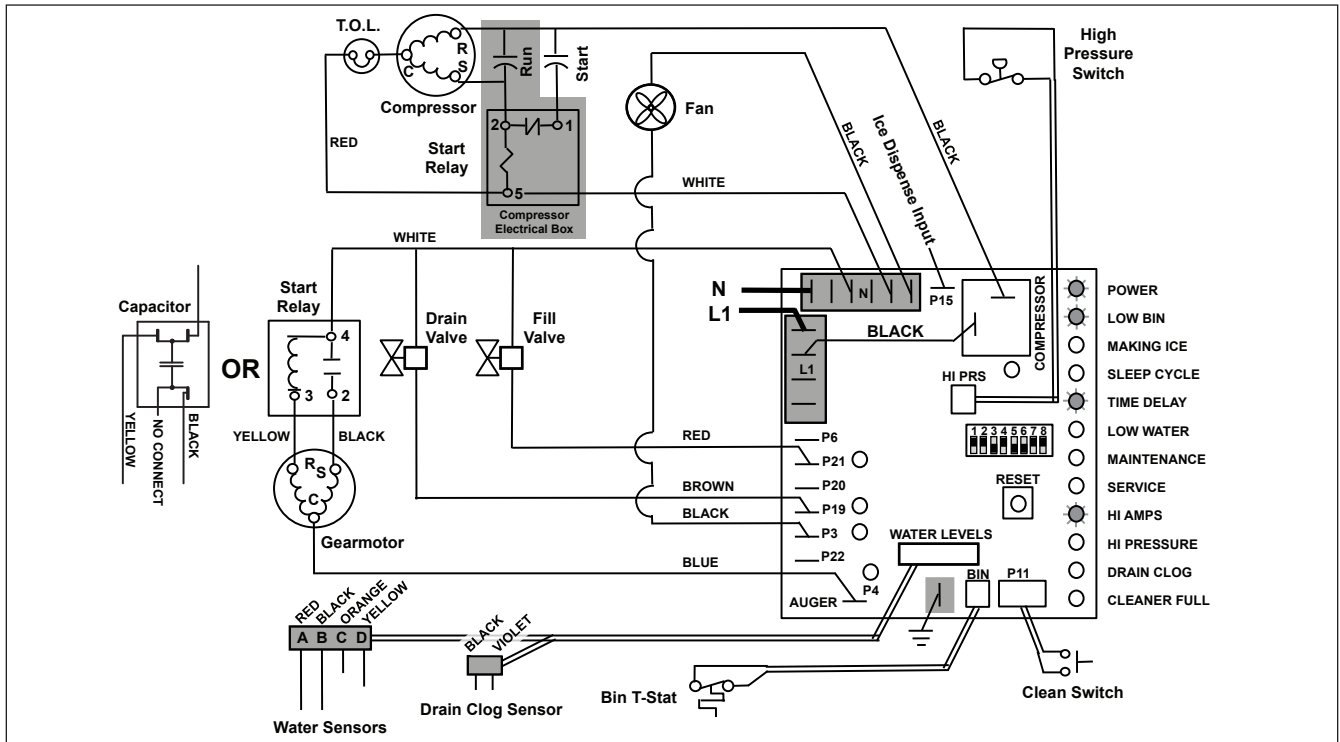 T.O.L.
Compressor
C
R
S
Run
Start
2
1
Start
Relay
5
Compressor
Electrical Box
RED
WHITE
Fan
BLACK
Ice Dispense Input
BLACK
High
Pressure
Switch
WHITE
Capacitor
YELLOW
NO CONNECT
BLACK
OR
Start
Relay
4
3
2
YELLOW
BLACK
R
S
C
Gearmotor
Drain
Valve
Fill
Valve
N
L1
N
P15
COMPRESSOR
BLACK
L1
HI PRS
1 2 3 4 5 6 7 8
RESET
RED
BROWN
BLACK
BLUE
P6
P21
P20
P19
P3
P22
P4
AUGER
WATER LEVELS
BIN
P11
POWER
LOW BIN
MAKING ICE
SLEEP CYCLE
TIME DELAY
LOW WATER
MAINTENANCE
SERVICE
HI AMPS
HI PRESSURE
DRAIN CLOG
CLEANER FULL
RED
BLACK
ORANGE
YELLOW
A B C D
Water Sensors
BLACK
VIOLET
Drain Clog Sensor
Bin T-Stat
Clean Switch